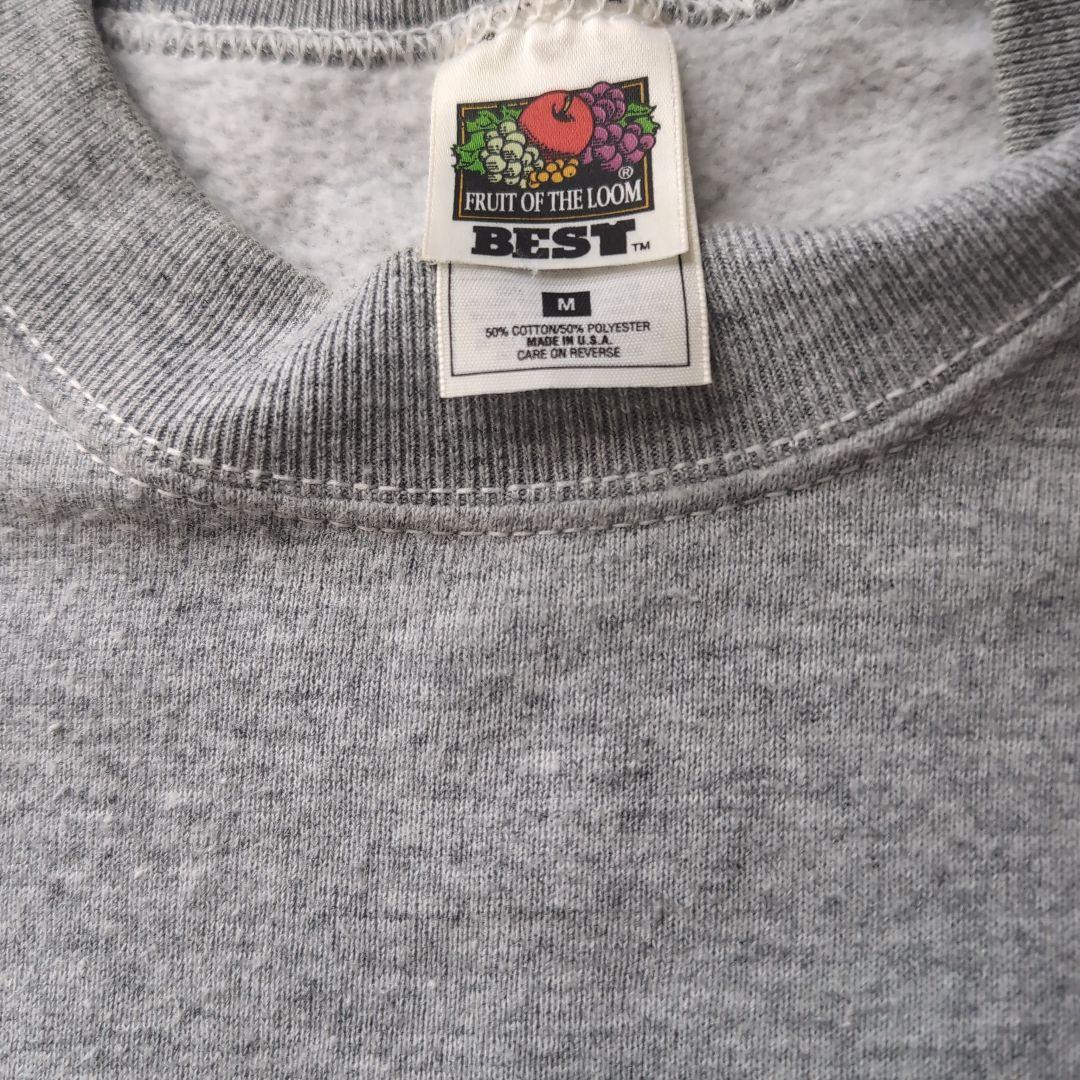 ®
FRUIT OF THE LOOM
BEST™
M
50% COTTON/50% POLYESTER
MADE IN U.S.A.
CARE ON REVERSE